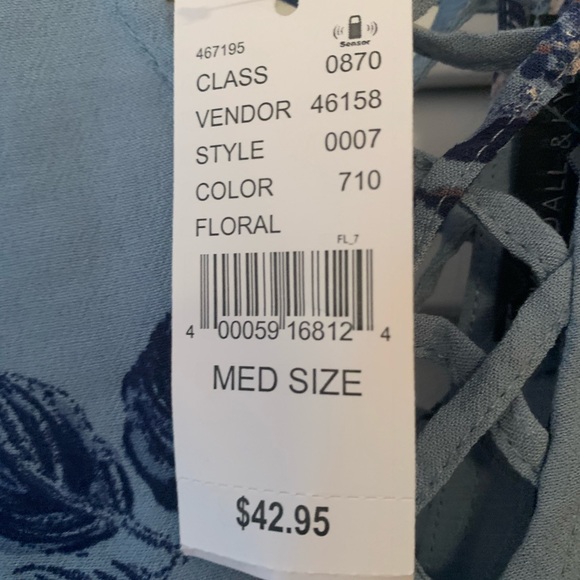 467195
Sensor
CLASS 0870
VENDOR 46158
STYLE 0007
COLOR 710
FLORAL
FL_7
4 00059 16812 4
MED SIZE
$42.95
DALL &